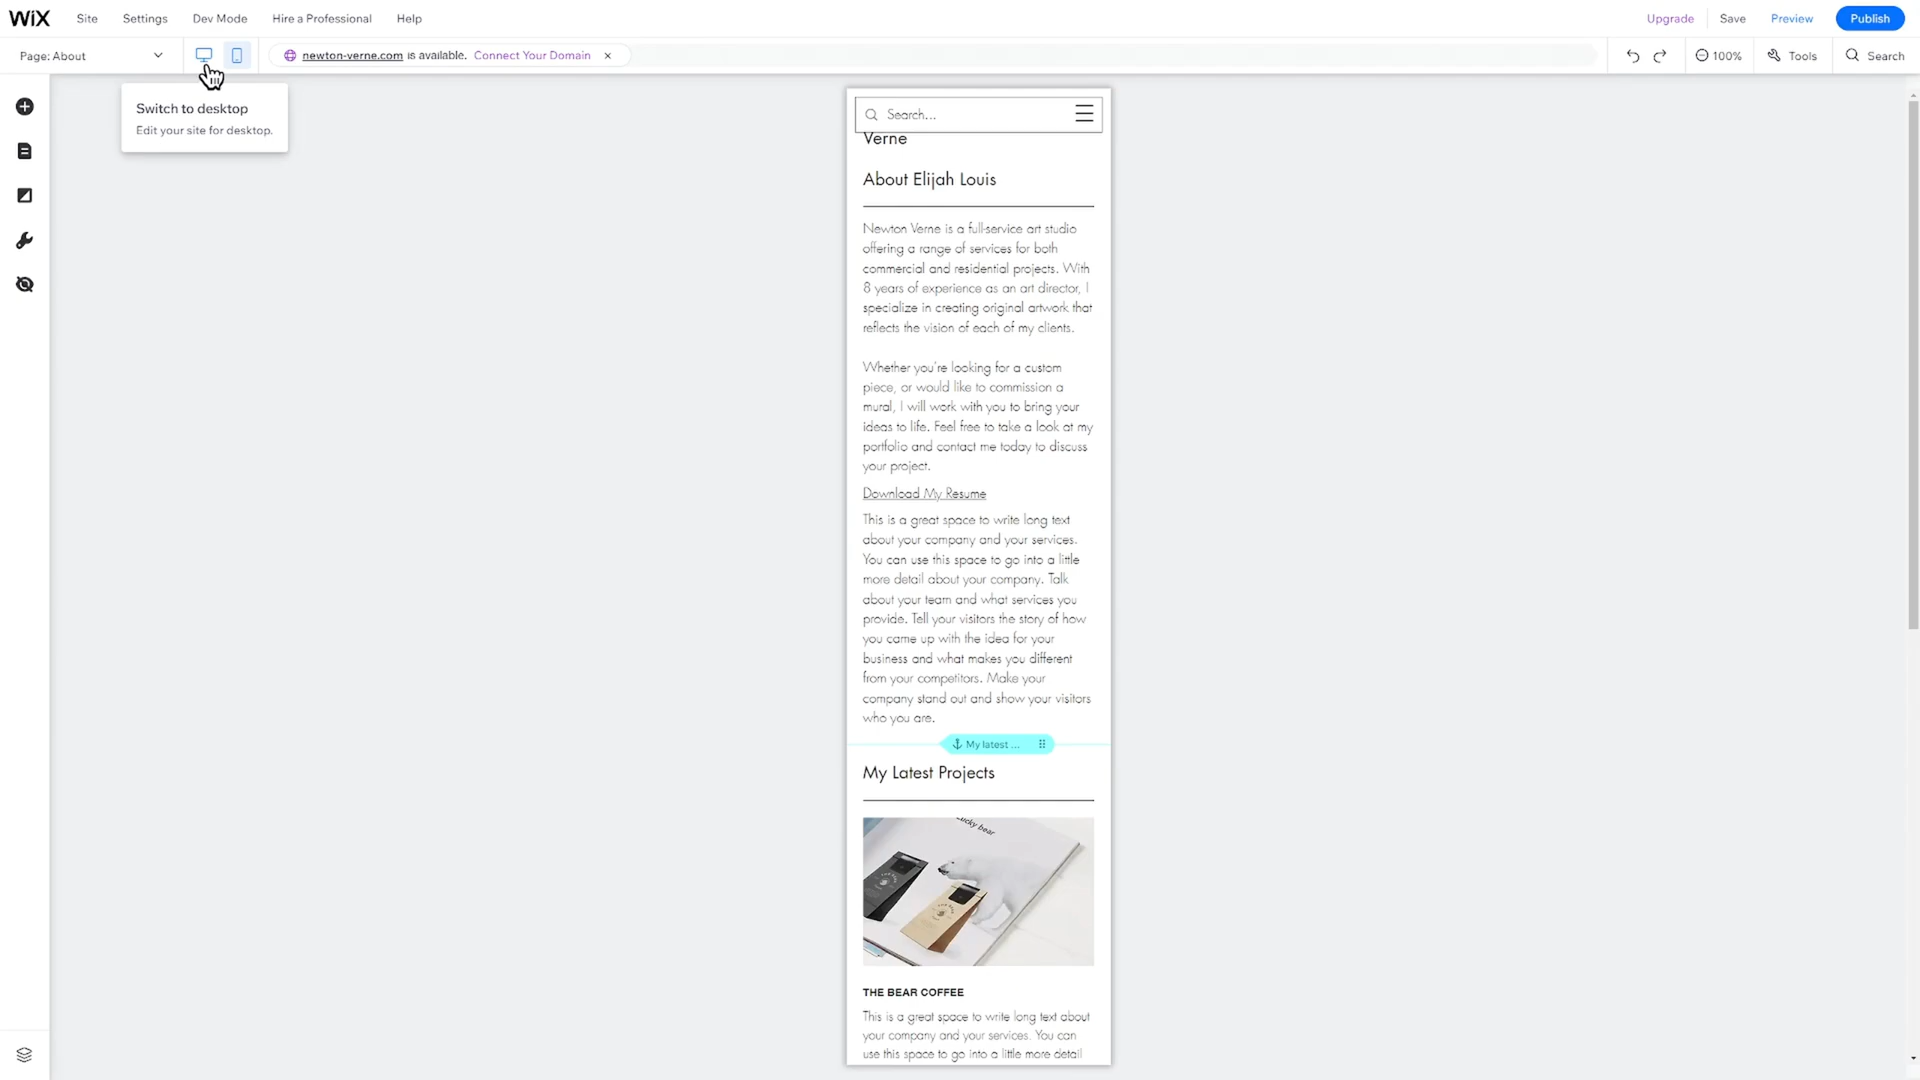 WiX Site Settings Dev Mode Hire a Professional Help Upgrade Save Preview Publish
Page: About newton-verne.com is available. Connect Your Domain × 100% Tools Search
Switch to desktop
Edit your site for desktop.
Search...
Verne
About Elijah Louis
Newton Verne is a full-service art studio
offering a range of services for both
commercial and residential projects. With
8 years of experience as an art director, I
specialize in creating original artwork that
reflects the vision of each of my clients.
Whether you're looking for a custom
piece, or would like to commission a
mural, I will work with you to bring your
ideas to life. Feel free to take a look at my
portfolio and contact me today to discuss
your project.
Download My Resume
This is a great space to write long text
about your company and your services.
You can use this space to go into a little
more detail about your company. Talk
about your team and what services you
provide. Tell your visitors the story of how
you came up with the idea for your
business and what makes you different
from your competitors. Make your
company stand out and show your visitors
who you are.
My latest ...
My Latest Projects
Lucky bear
THE BEAR COFFEE
This is a great space to write long text about
your company and your services. You can
use this space to go into a little more detail